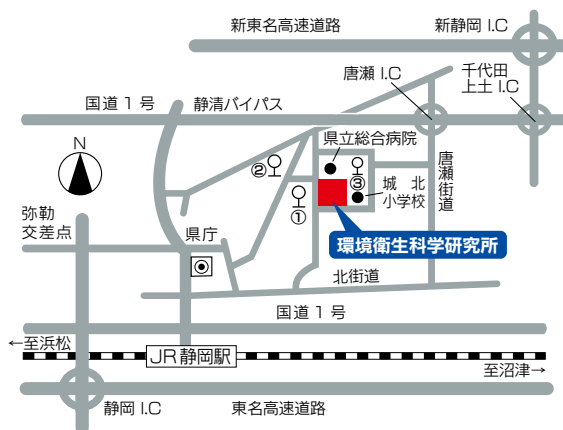 新東名高速道路
新静岡 I.C
唐瀬 I.C
千代田
上土 I.C
国道1号
静清バイパス
県立総合病院
N
②
③
唐瀬街道
城北
小学校
①
弥勒
交差点
県庁
環境衛生科学研究所
北街道
国道1号
←至浜松
JR静岡駅
至沼津→
静岡 I.C
東名高速道路